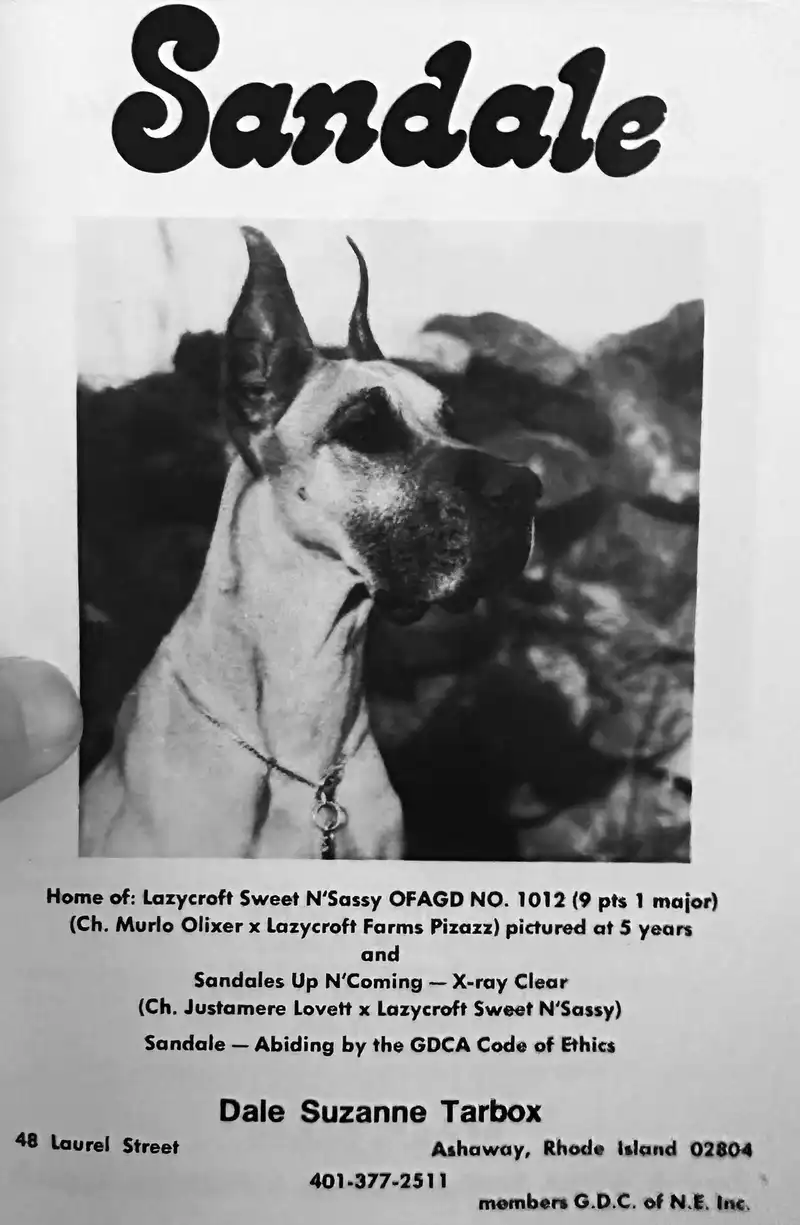 Sandale
Home of: Lazycroft Sweet N'Sassy OFAGD NO. 1012 (9 pts 1 major)
(Ch. Murlo Olixer x Lazycroft Farms Pizazz) pictured at 5 years
and
Sandales Up N'Coming — X-ray Clear
(Ch. Justamere Lovett x Lazycroft Sweet N'Sassy)
Sandale — Abiding by the GDCA Code of Ethics
Dale Suzanne Tarbox
48 Laurel Street Ashaway, Rhode Island 02804
401-377-2511
members G.D.C. of N.E. Inc.